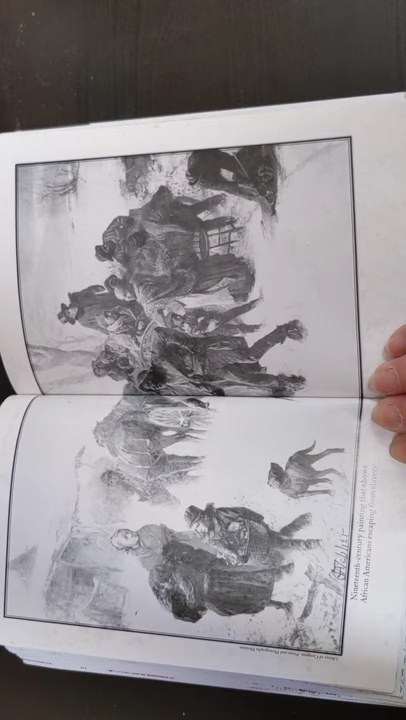 Nineteenth-century painting that shows
African Americans escaping from slavery
Library of Congress, Prints and Photographs Division